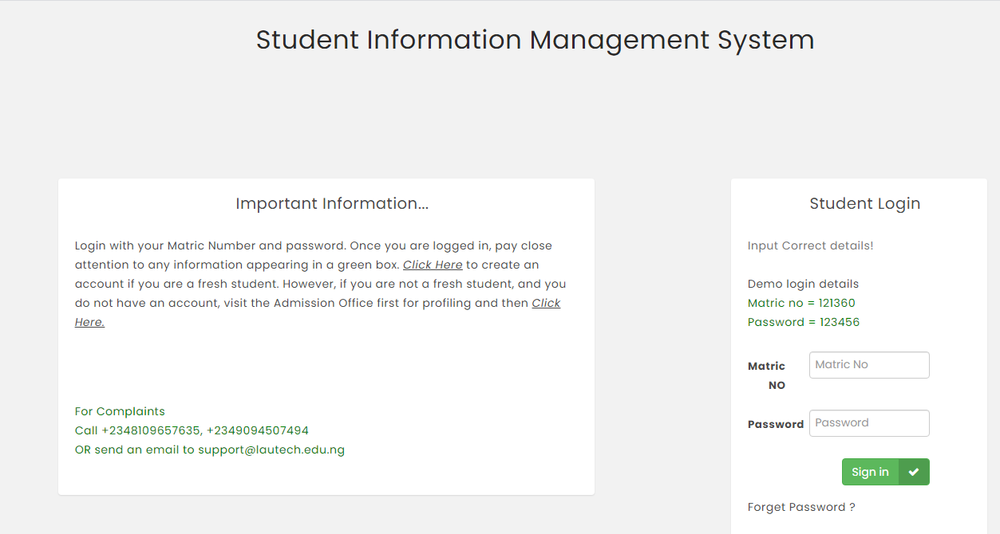 Student Information Management System
Important Information...
Login with your Matric Number and password. Once you are logged in, pay close
attention to any information appearing in a green box. Click Here to create an
account if you are a fresh student. However, if you are not a fresh student, and you
do not have an account, visit the Admission Office first for profiling and then Click
Here.
For Complaints
Call +2348109657635, +2349094507494
OR send an email to support@lautech.edu.ng
Student Login
Input Correct details!
Demo login details
Matric no = 121360
Password = 123456
Matric
NO
Matric No
Password
Password
Sign in
Forget Password ?